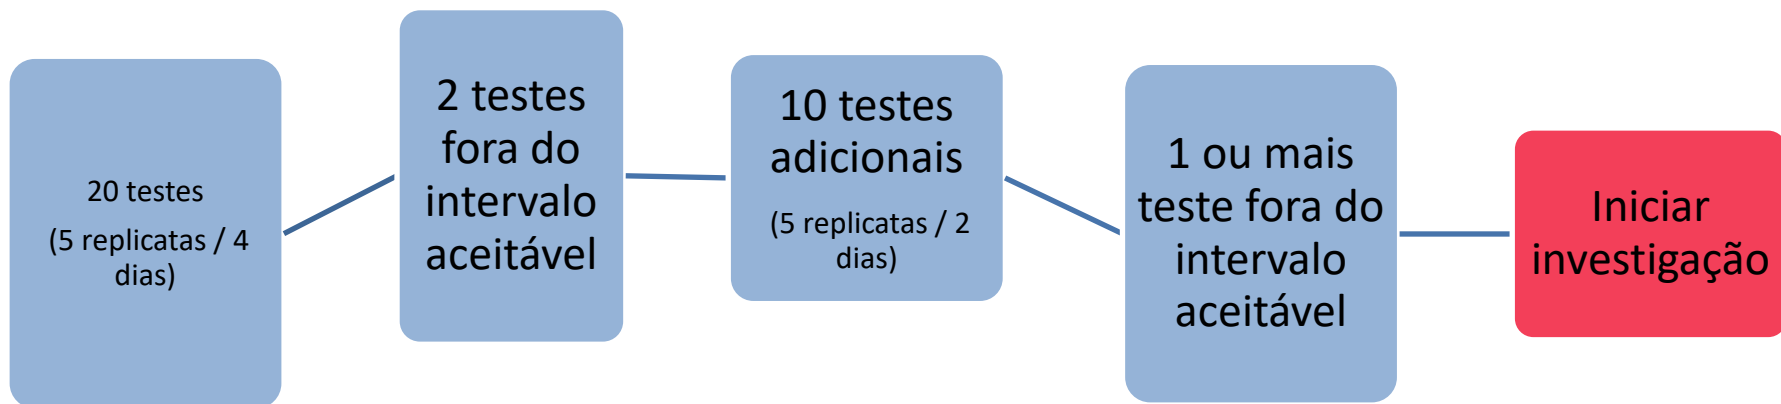 20 testes
(5 replicatas / 4
dias)
2 testes
fora do
intervalo
aceitável
10 testes
adicionais
(5 replicatas / 2
dias)
1 ou mais
teste fora do
intervalo
aceitável
Iniciar
investigação